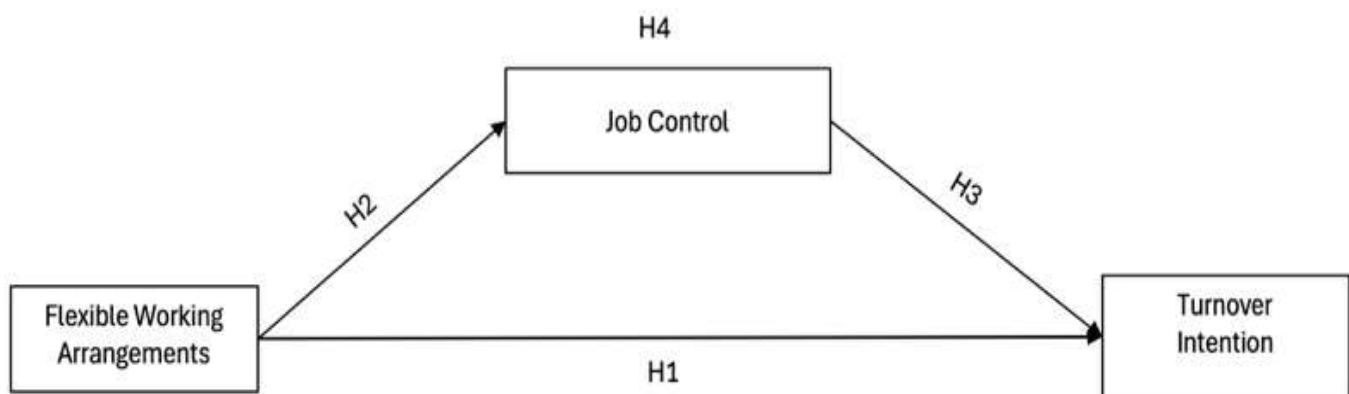 H4
Job Control
H2
H3
Flexible Working
Arrangements
Turnover
Intention
H1